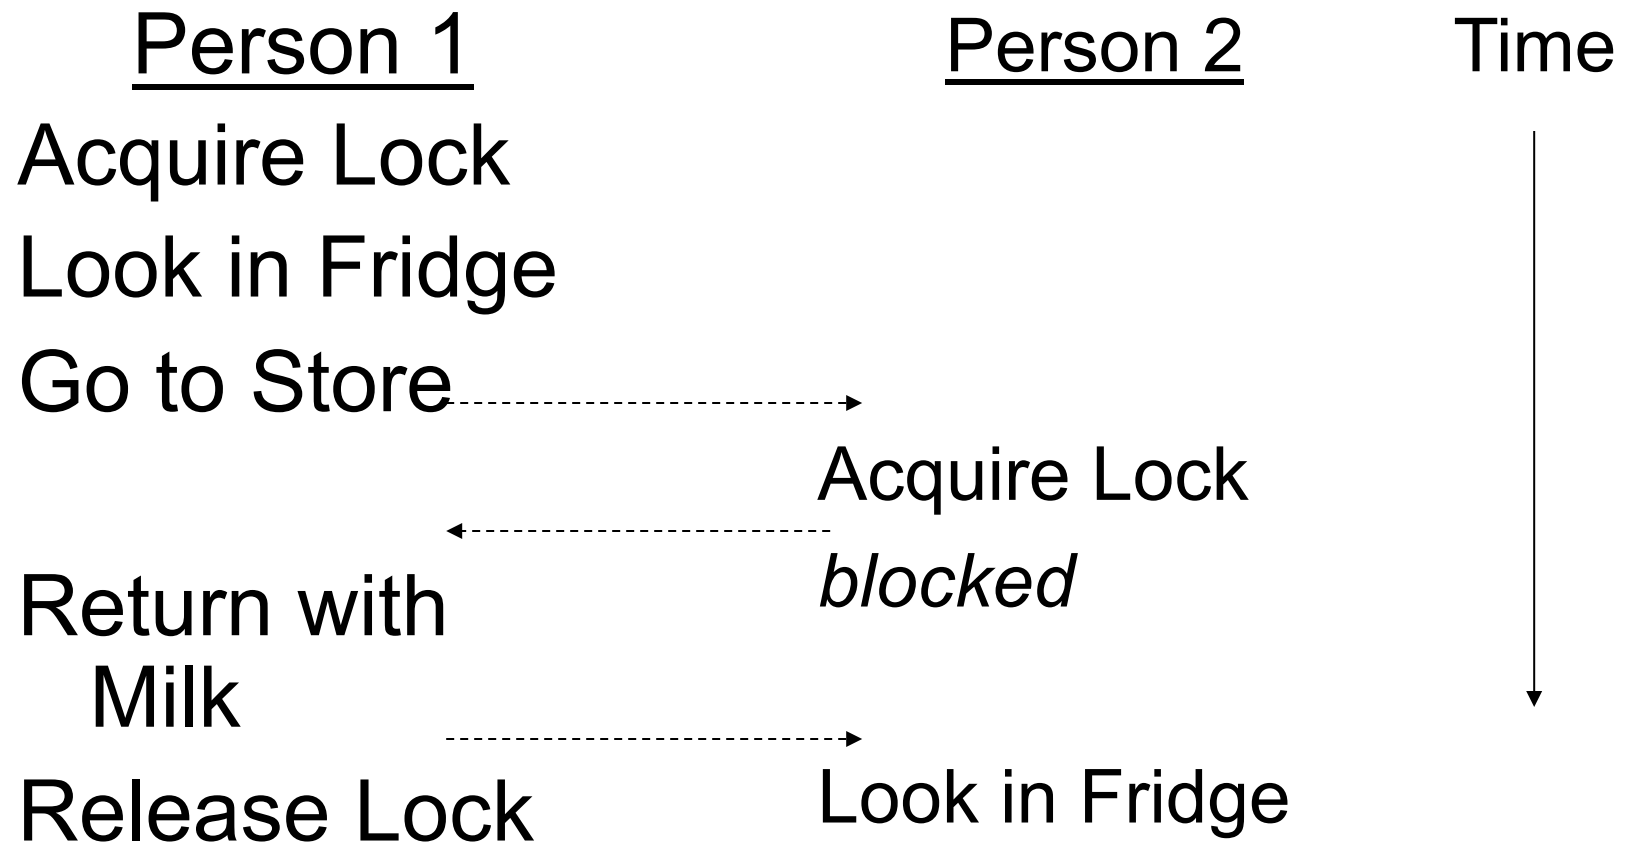 Person 1
Acquire Lock
Look in Fridge
Go to Store
Return with
Milk
Release Lock
Person 2
Acquire Lock
blocked
Look in Fridge
Time